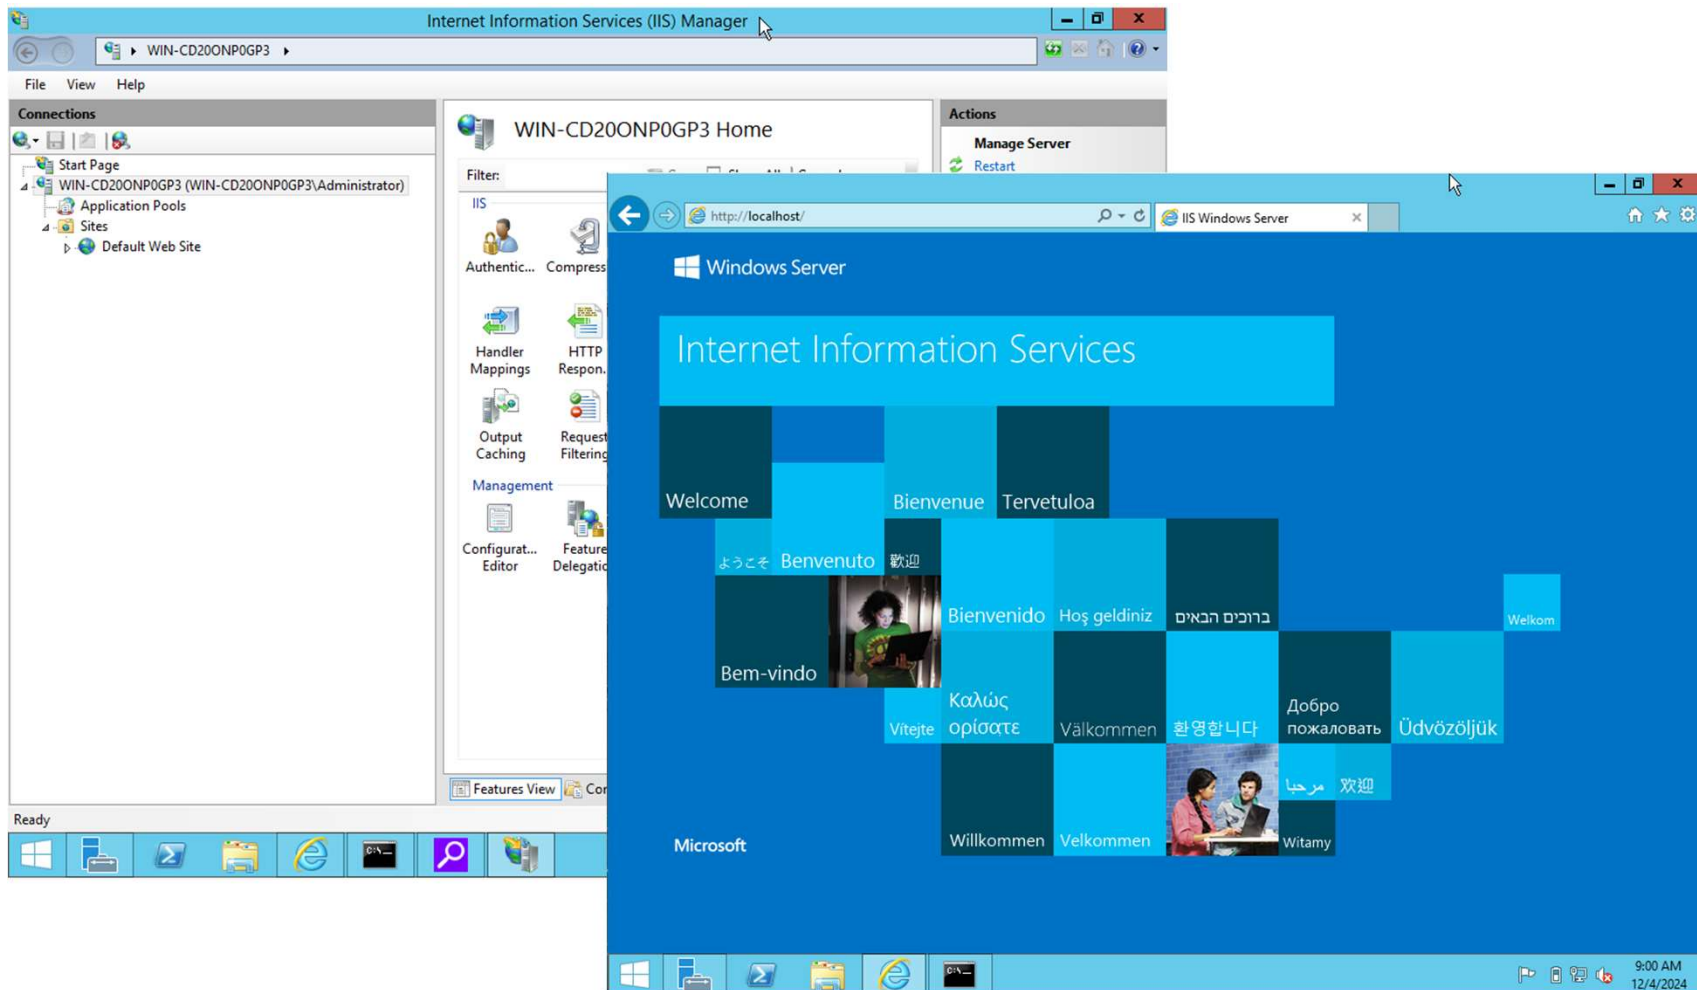 Internet Information Services (IIS) Manager
WIN-CD20ONP0GP3
File View Help
Connections
Start Page
WIN-CD20ONP0GP3 (WIN-CD20ONP0GP3\Administrator)
Application Pools
Sites
Default Web Site
WIN-CD20ONP0GP3 Home
Filter:
IIS
Authentic... Compress
Handler Mappings
HTTP Respon.
Output Caching
Request Filtering
Management
Configurat... Editor
Feature Delegatio
Features View
Ready
Actions
Manage Server
Restart
http://localhost/
IIS Windows Server
Windows Server
Internet Information Services
Welcome
Bienvenue
Tervetuloa
ようこそ
Benvenuto
歡迎
Bienvenido
Hoş geldiniz
ברוכים הבאים
Welkom
Bem-vindo
Vítejte
Καλώς
ορίσατε
Välkommen
환영합니다
Добро
пожаловать
Üdvözöljük
Willkommen
Velkommen
مرحبا
欢迎
Witamy
Microsoft
9:00 AM
12/4/2024